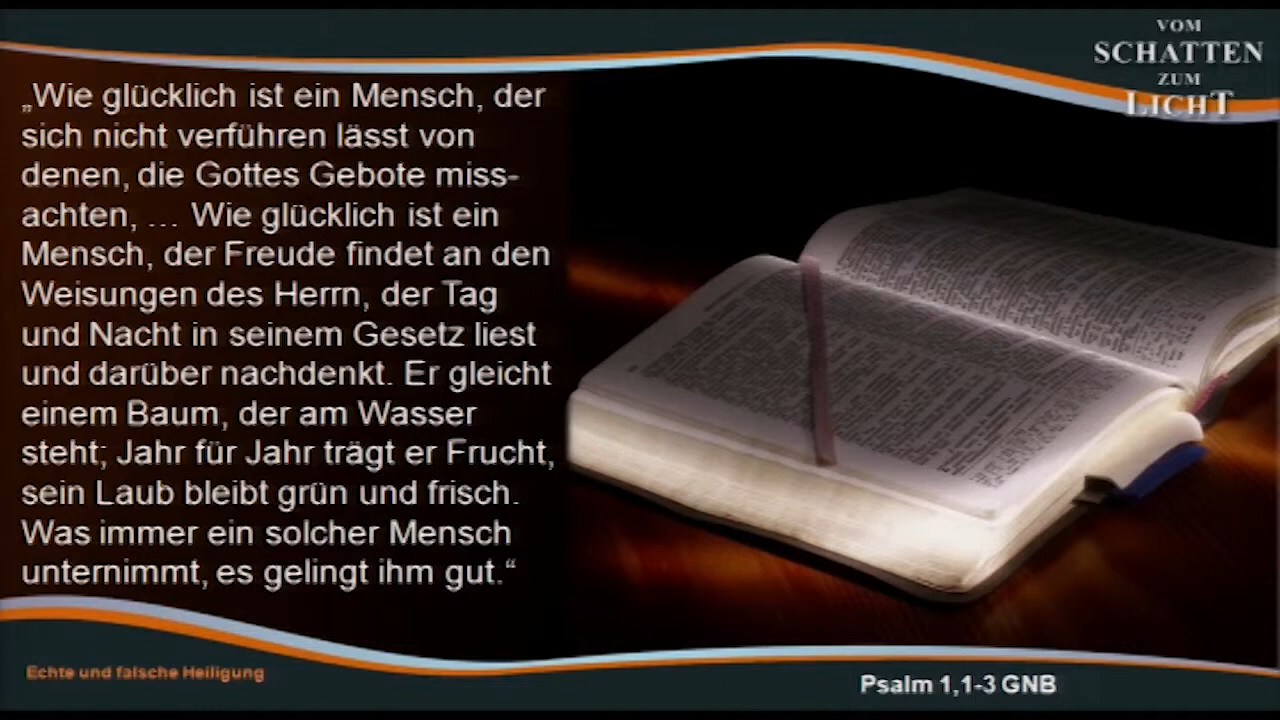 VOM
SCHATTEN
ZUM
LICHT
„Wie glücklich ist ein Mensch, der
sich nicht verführen lässt von
denen, die Gottes Gebote miss-
achten, … Wie glücklich ist ein
Mensch, der Freude findet an den
Weisungen des Herrn, der Tag
und Nacht in seinem Gesetz liest
und darüber nachdenkt. Er gleicht
einem Baum, der am Wasser
steht; Jahr für Jahr trägt er Frucht,
sein Laub bleibt grün und frisch.
Was immer ein solcher Mensch
unternimmt, es gelingt ihm gut.“
Echte und falsche Heiligung
Psalm 1,1-3 GNB